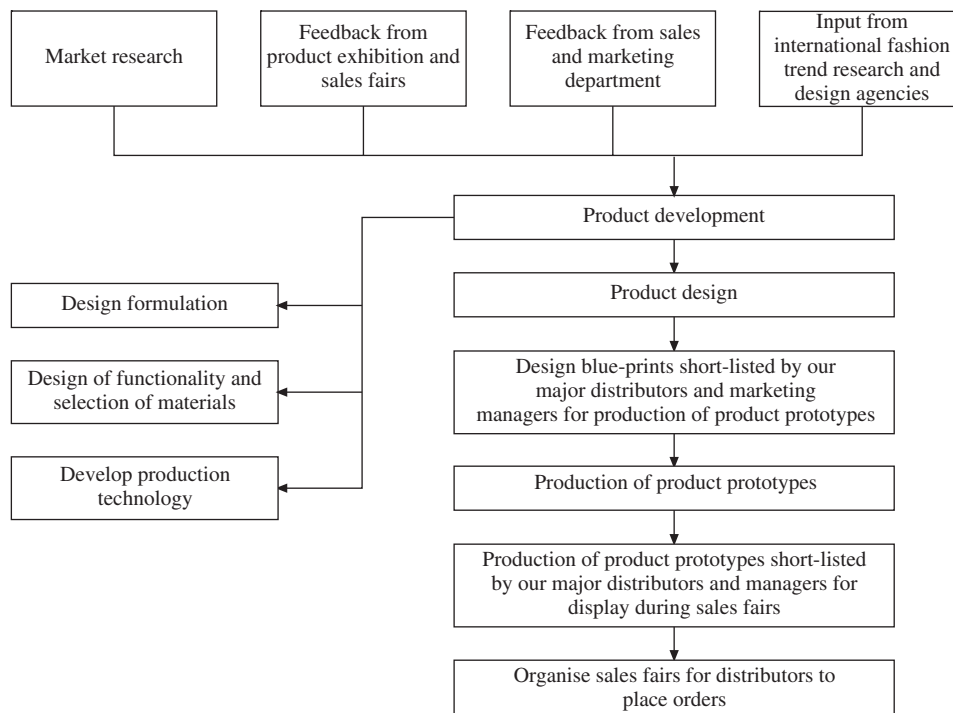 Market research
Feedback from
product exhibition and
sales fairs
Feedback from sales
and marketing
department
Input from
international fashion
trend research and
design agencies
Product development
Product design
Design formulation
Design blue-prints short-listed by our
major distributors and marketing
managers for production of product prototypes
Design of functionality and
selection of materials
Develop production
technology
Production of product prototypes
Production of product prototypes short-listed
by our major distributors and managers for
display during sales fairs
Organise sales fairs for distributors to
place orders